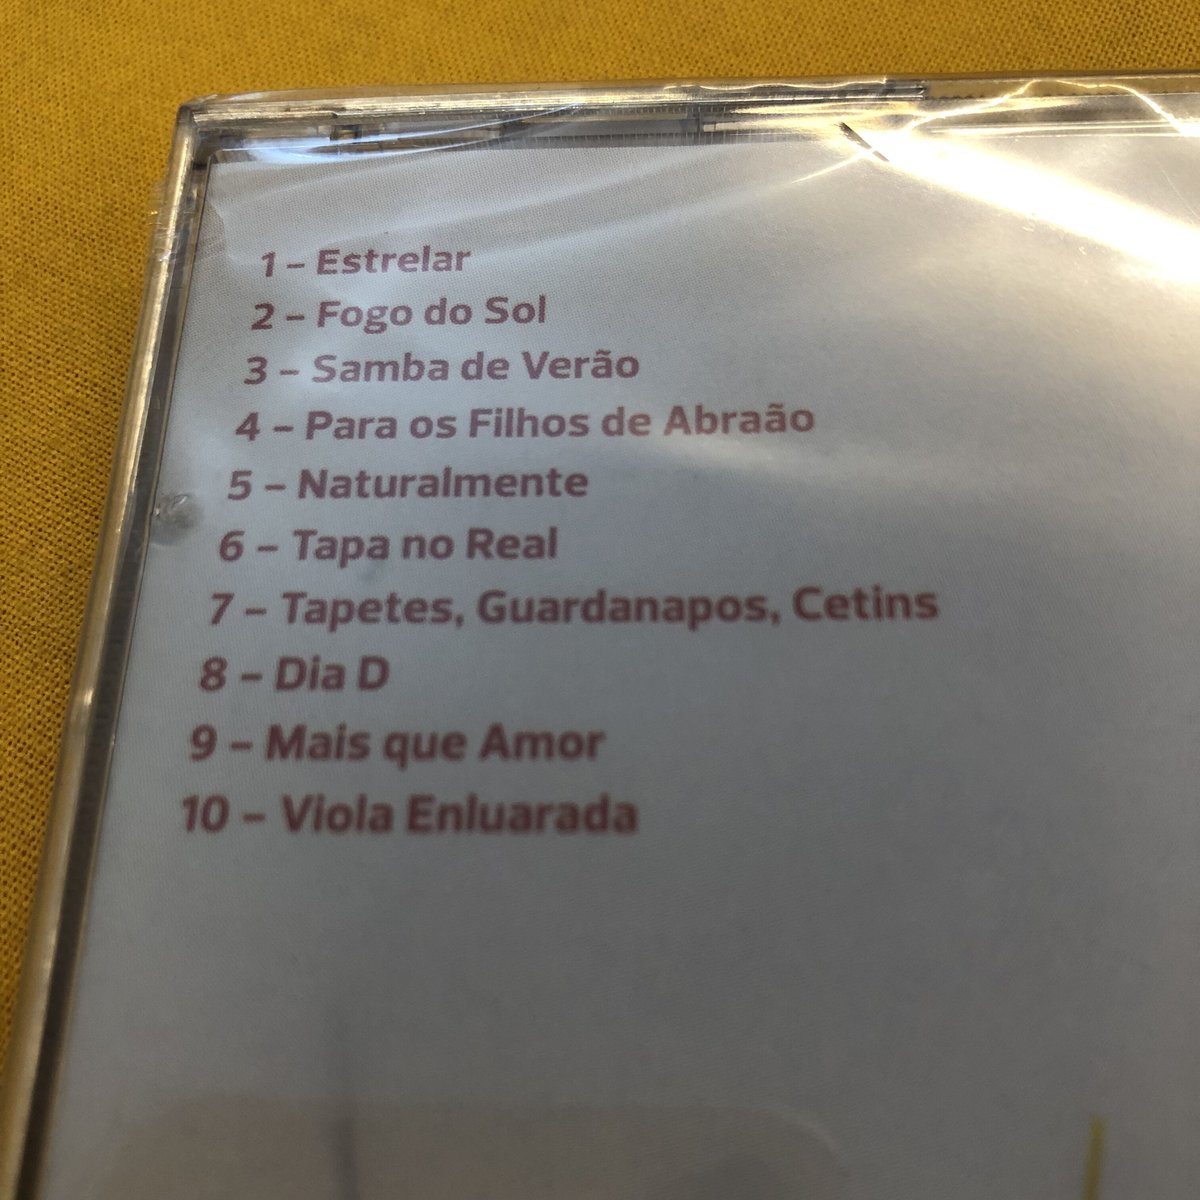 1 – Estrelar
2 – Fogo do Sol
3 – Samba de Verão
4 – Para os Filhos de Abraão
5 – Naturalmente
6 – Tapa no Real
7 – Tapetes, Guardanapos, Cetins
8 – Dia D
9 – Mais que Amor
10 – Viola Enluarada